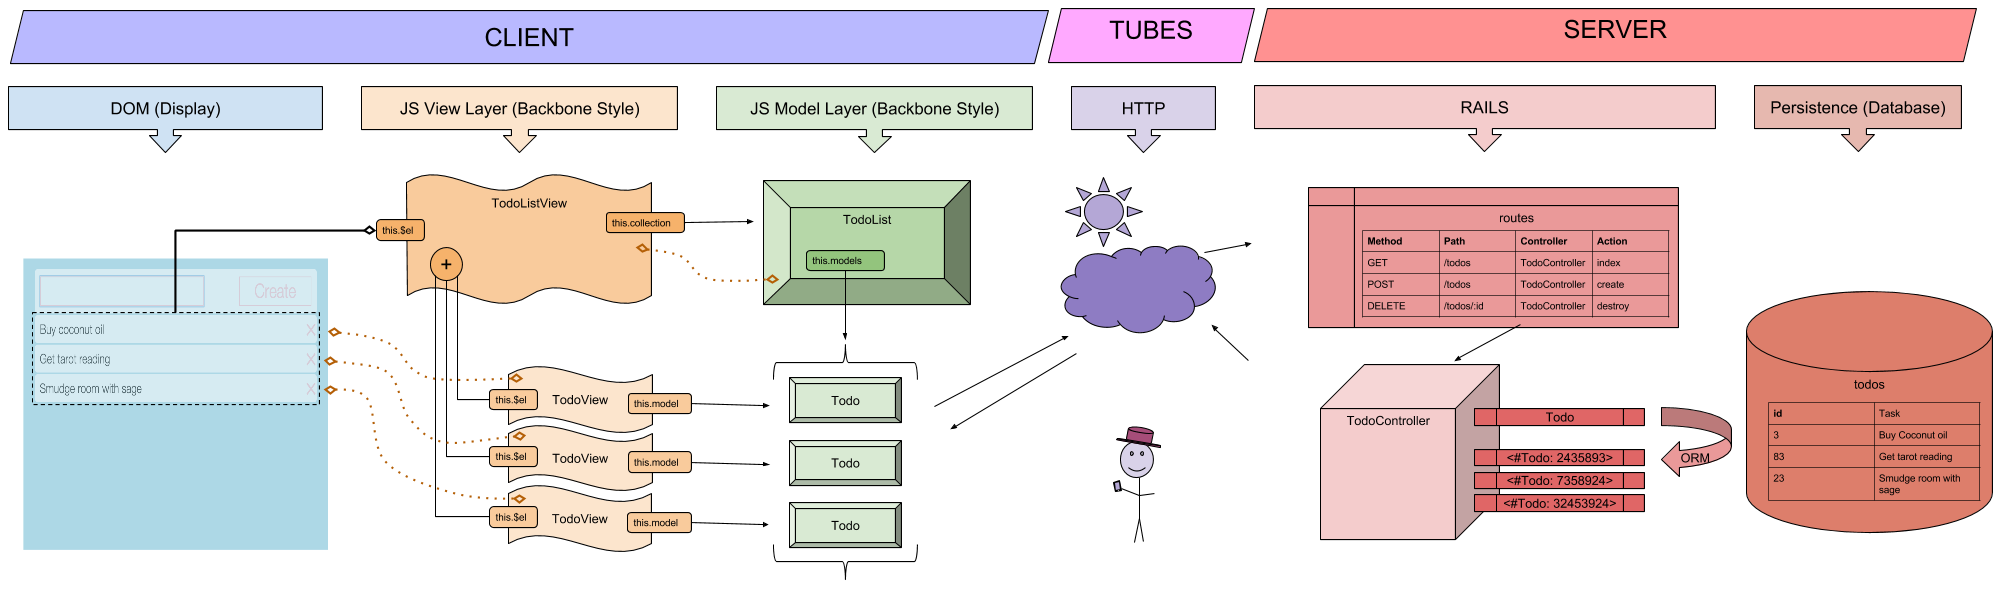 CLIENT
TUBES
SERVER
DOM (Display)
JS View Layer (Backbone Style)
JS Model Layer (Backbone Style)
HTTP
RAILS
Persistence (Database)
Create
Buy coconut oil X
Get tarot reading X
Smudge room with sage X
TodoListView
this.$el
this.collection
+
TodoView
this.$el
this.model
TodoView
this.$el
this.model
TodoView
this.$el
this.model
TodoList
this.models
Todo
Todo
Todo
routes
Method Path Controller Action
GET /todos TodoController index
POST /todos TodoController create
DELETE /todos/:id TodoController destroy
TodoController
Todo
<#Todo: 2435893>
<#Todo: 7358924>
<#Todo: 32453924>
ORM
todos
id Task
3 Buy Coconut oil
83 Get tarot reading
23 Smudge room with
sage